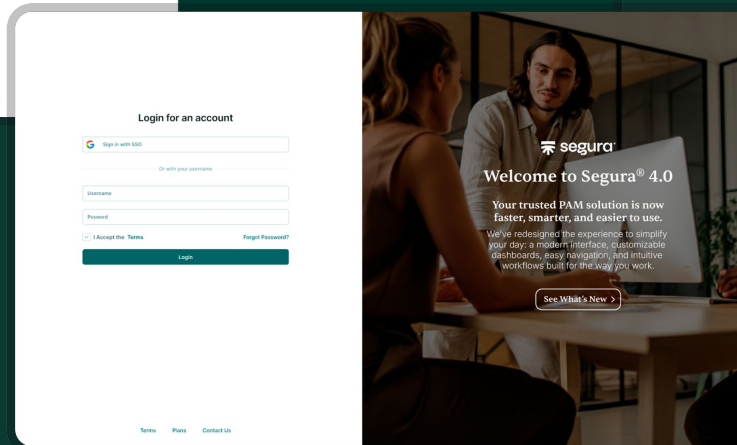 Login for an account
Sign in with SSO
Or with your username
Username
Psoword
I Accept the Terms
Forgot Password?
Login
Terms Plans Contact Us
segura®
Welcome to Segura® 4.0
Your trusted PAM solution is now
faster, smarter, and easier to use.
We've redesigned the experience to simplify
your day: a modern interface, customizable
dashboards, easy navigation, and intuitive
workflows built for the way you work.
See What's New >